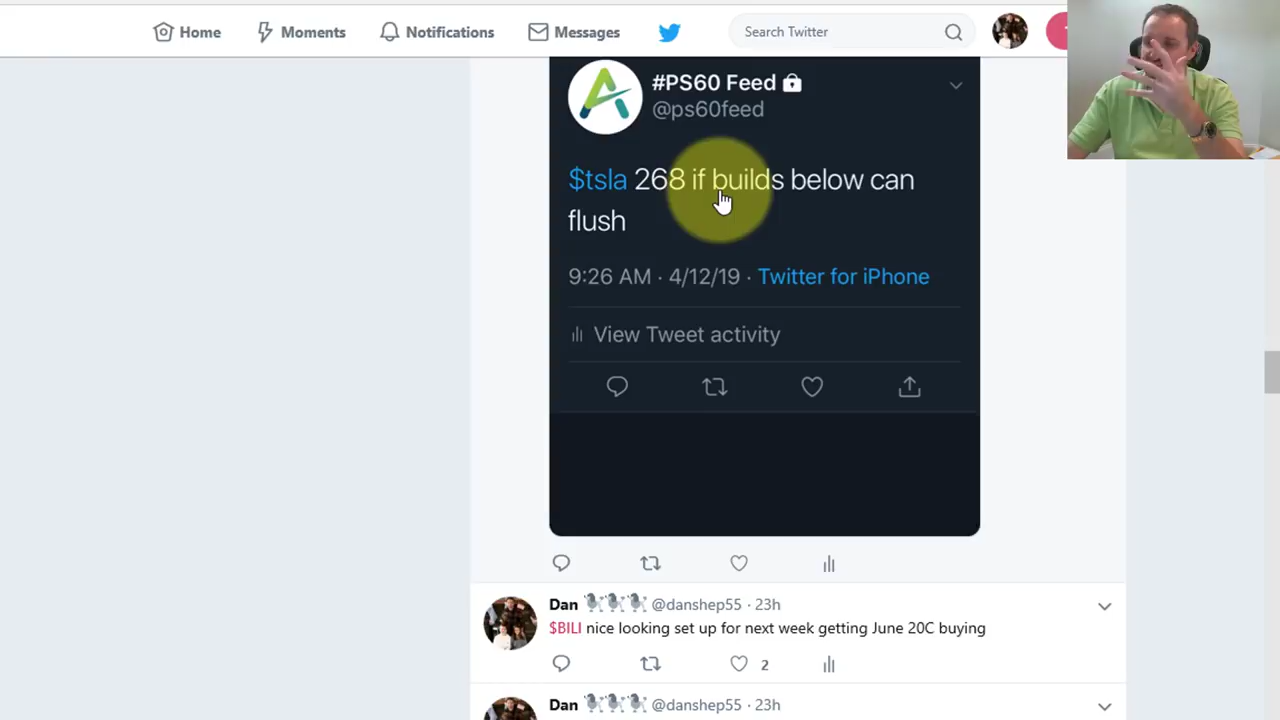 Home Moments Notifications Messages Search Twitter
#PS60 Feed
@ps60feed
$tsla 268 if builds below can
flush
9:26 AM · 4/12/19 · Twitter for iPhone
View Tweet activity
Dan @danshep55 · 23h
$BILI nice looking set up for next week getting June 20C buying
2
Dan @danshep55 · 23h